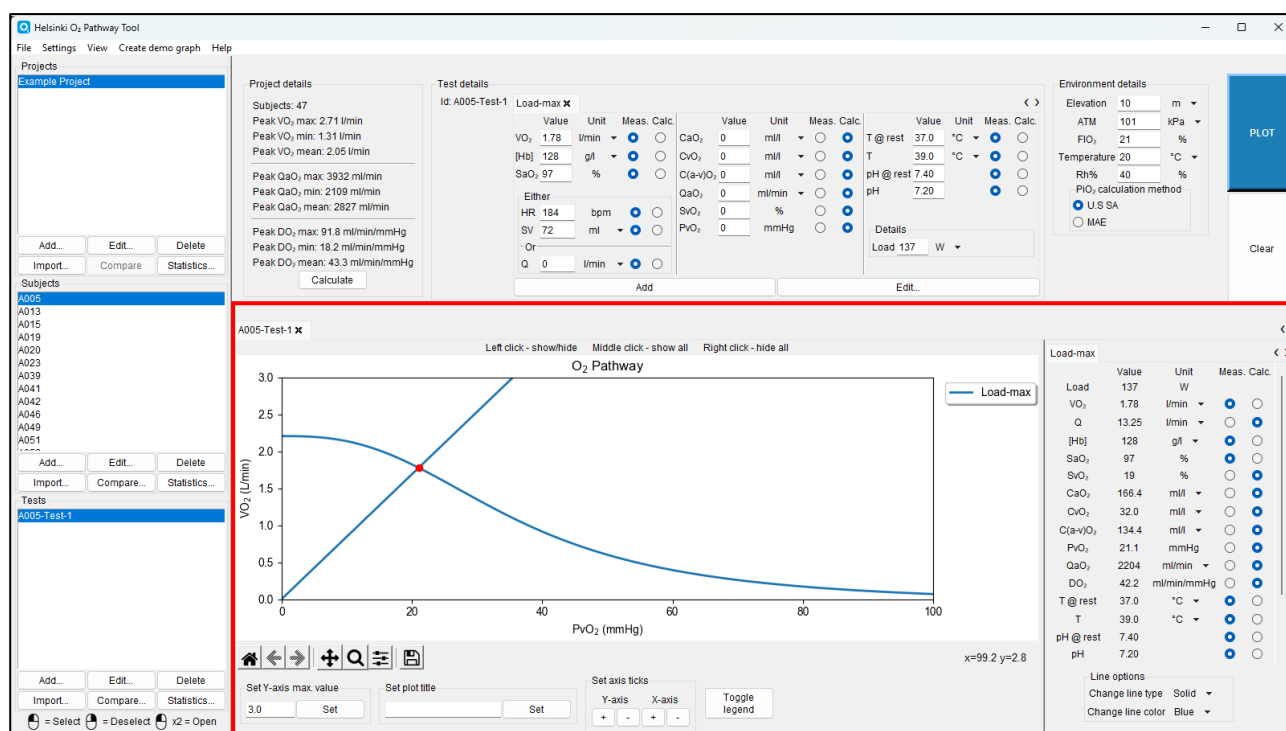 Helsinki O₂ Pathway Tool
File Settings View Create demo graph Help
Projects
Example Project
Add... Edit... Delete
Import... Compare Statistics...
Subjects
A005
A013
A015
A019
A020
A023
A039
A041
A042
A046
A049
A051
Add... Edit... Delete
Import... Compare... Statistics...
Tests
A005-Test-1
Add... Edit... Delete
Import... Compare... Statistics...
= Select = Deselect x2 = Open
Project details
Subjects: 47
Peak VO₂ max: 2.71 l/min
Peak VO₂ min: 1.31 l/min
Peak VO₂ mean: 2.05 l/min
Peak QaO₂ max: 3932 ml/min
Peak QaO₂ min: 2109 ml/min
Peak QaO₂ mean: 2827 ml/min
Peak DO₂ max: 91.8 ml/min/mmHg
Peak DO₂ min: 18.2 ml/min/mmHg
Peak DO₂ mean: 43.3 ml/min/mmHg
Calculate
Test details
Id: A005-Test-1 Load-max ✖ < >
Value Unit Meas. Calc.
VO₂ 1.78 l/min
[Hb] 128 g/l
SaO₂ 97 %
Either
HR 184 bpm
SV 72 ml
Or
Q 0 l/min
Value Unit Meas. Calc.
CaO₂ 0 ml/l
CvO₂ 0 ml/l
C(a-v)O₂ 0 ml/l
QaO₂ 0 ml/min
SvO₂ 0 %
PvO₂ 0 mmHg
Value Unit Meas. Calc.
T @ rest 37.0 °C
T 39.0 °C
pH @ rest 7.40
pH 7.20
Details
Load 137 W
Add Edit...
Environment details
Elevation 10 m
ATM 101 kPa
FIO₂ 21 %
Temperature 20 °C
Rh% 40 %
PiO₂ calculation method
U.S SA
MAE
PLOT
Clear
A005-Test-1 ✖ <
Left click - show/hide Middle click - show all Right click - hide all
O₂ Pathway
Load-max
VO₂ (L/min)
3.0
2.5
2.0
1.5
1.0
0.5
0.0
0 20 40 60 80 100
PvO₂ (mmHg)
x=99.2 y=2.8
Set Y-axis max. value
3.0 Set
Set plot title
Set
Set axis ticks
Y-axis X-axis
+ - + -
Toggle
legend
Load-max < >
Value Unit Meas. Calc.
Load 137 W
VO₂ 1.78 l/min
Q 13.25 l/min
[Hb] 128 g/l
SaO₂ 97 %
SvO₂ 19 %
CaO₂ 166.4 ml/l
CvO₂ 32.0 ml/l
C(a-v)O₂ 134.4 ml/l
PvO₂ 21.1 mmHg
QaO₂ 2204 ml/min
DO₂ 42.2 ml/min/mmHg
T @ rest 37.0 °C
T 39.0 °C
pH @ rest 7.40
pH 7.20
Line options
Change line type Solid
Change line color Blue